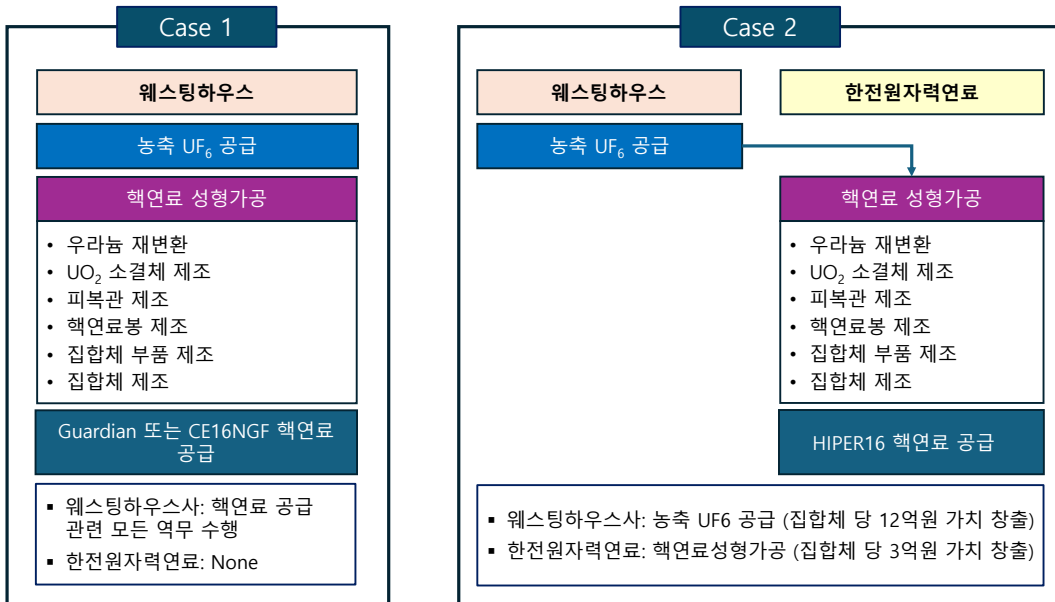 Case 1
웨스팅하우스
농축 UF₆ 공급
핵연료 성형가공
• 우라늄 재변환
• UO₂ 소결체 제조
• 피복관 제조
• 핵연료봉 제조
• 집합체 부품 제조
• 집합체 제조
Guardian 또는 CE16NGF 핵연료
공급
▪ 웨스팅하우스사: 핵연료 공급
관련 모든 역무 수행
▪ 한전원자력연료: None
Case 2
웨스팅하우스
한전원자력연료
농축 UF₆ 공급
핵연료 성형가공
• 우라늄 재변환
• UO₂ 소결체 제조
• 피복관 제조
• 핵연료봉 제조
• 집합체 부품 제조
• 집합체 제조
HIPER16 핵연료 공급
▪ 웨스팅하우스사: 농축 UF6 공급 (집합체 당 12억원 가치 창출)
▪ 한전원자력연료: 핵연료성형가공 (집합체 당 3억원 가치 창출)